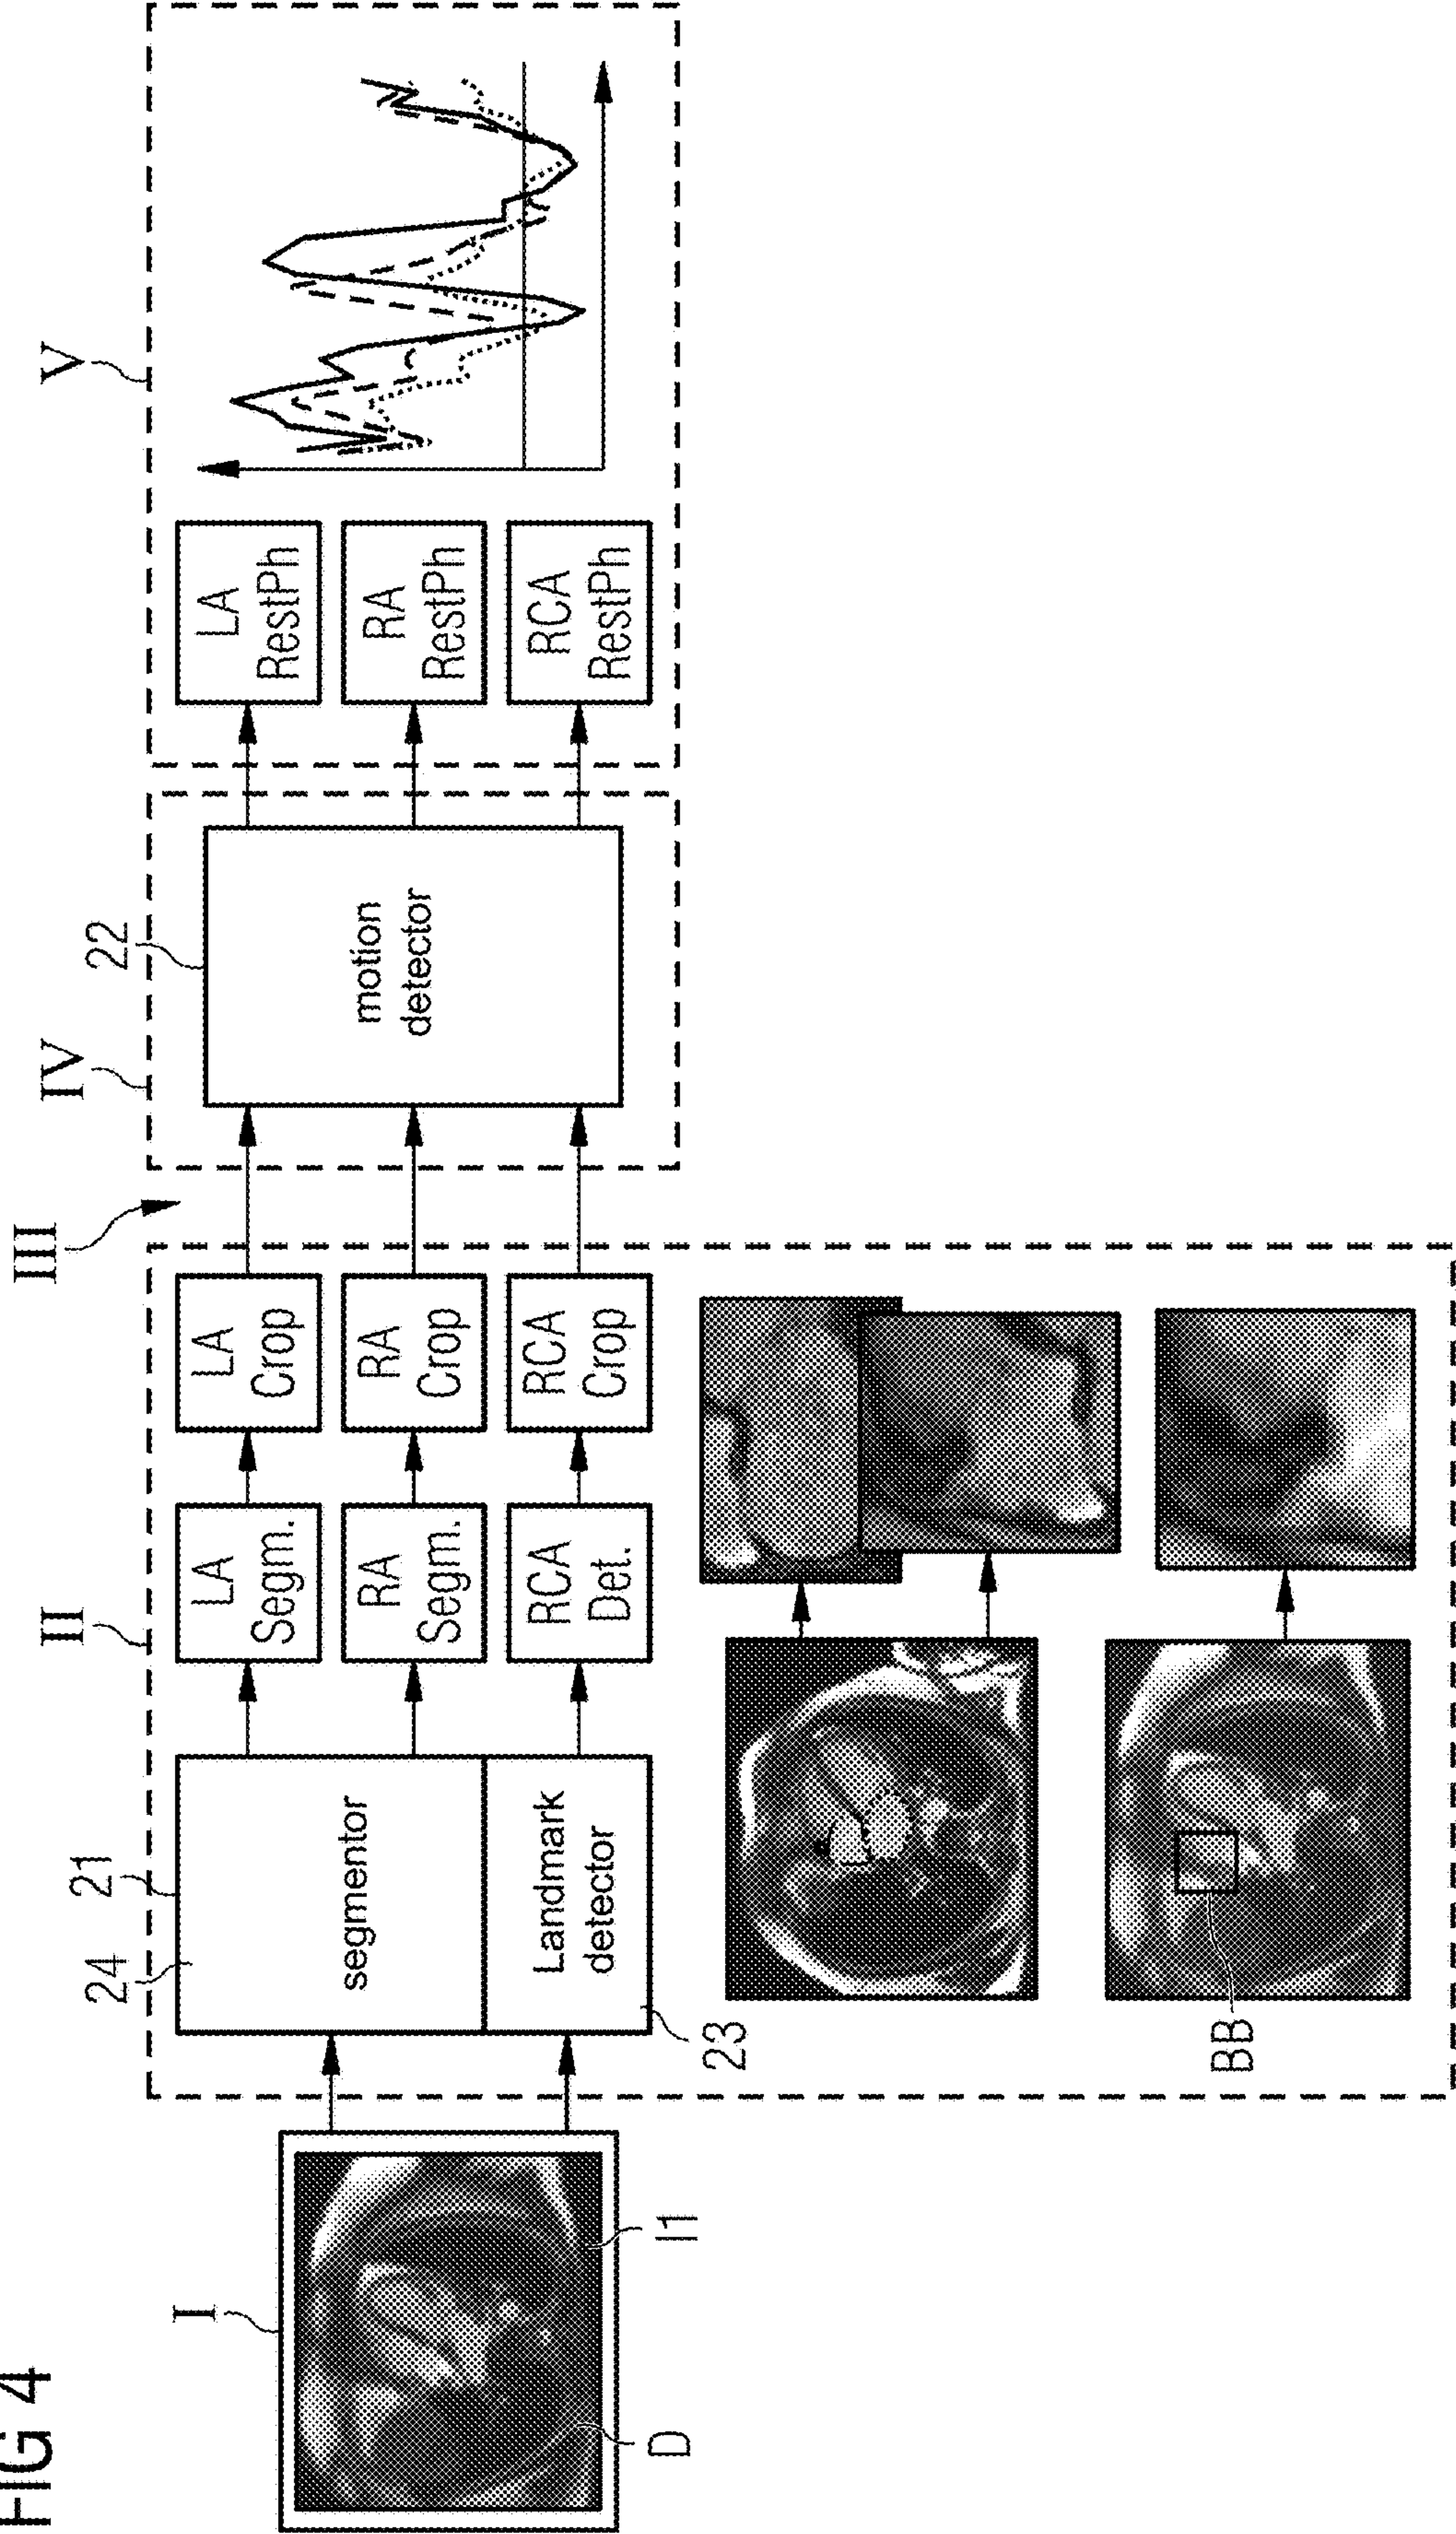 FIG 4
I
D
I1
II
24
21
segmentor
Landmark
detector
23
LA
Segm.
RA
Segm.
RCA
Det.
LA
Crop
RA
Crop
RCA
Crop
BB
III
IV
22
motion
detector
V
LA
RestPh
RA
RestPh
RCA
RestPh